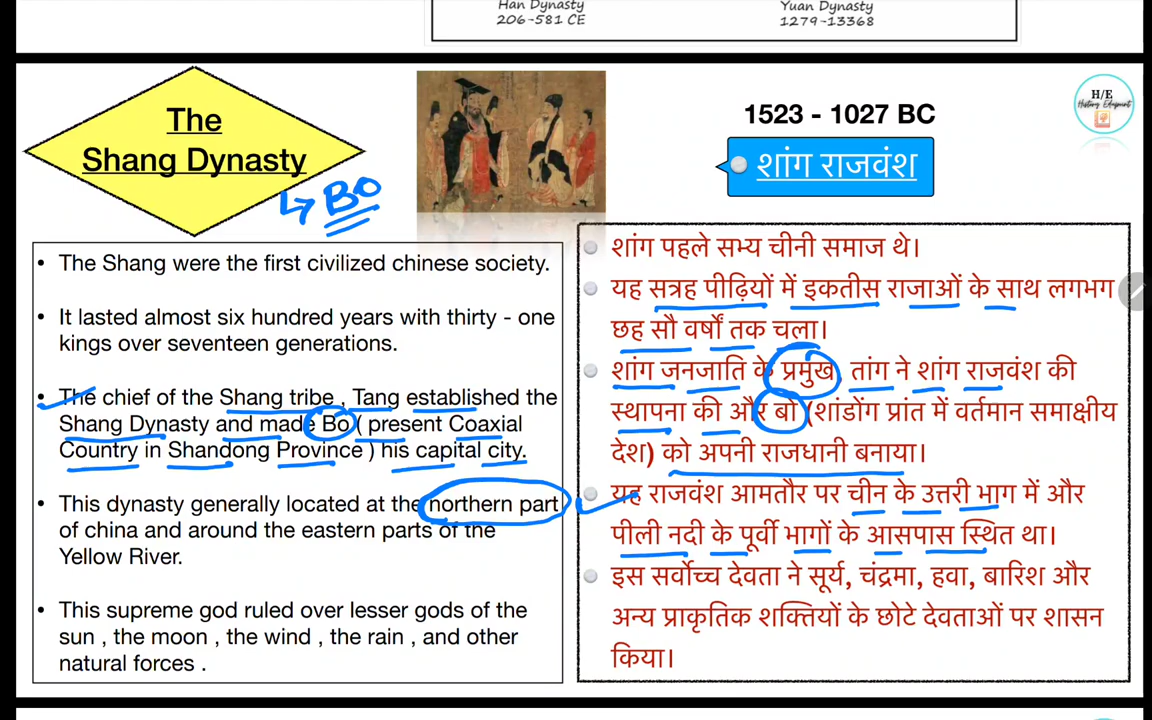 Han Dynasty
206-581 CE
Yuan Dynasty
1279-13368
The
Shang Dynasty
Bo
1523 - 1027 BC
शांग राजवंश
H/E
History Edupoint
• The Shang were the first civilized chinese society.
• It lasted almost six hundred years with thirty - one
kings over seventeen generations.
• The chief of the Shang tribe , Tang established the
Shang Dynasty and made Bo ( present Coaxial
Country in Shandong Province ) his capital city.
• This dynasty generally located at the northern part
of china and around the eastern parts of the
Yellow River.
• This supreme god ruled over lesser gods of the
sun , the moon , the wind , the rain , and other
natural forces .
शांग पहले सभ्य चीनी समाज थे।
यह सत्रह पीढ़ियों में इकतीस राजाओं के साथ लगभग
छह सौ वर्षों तक चला।
शांग जनजाति के प्रमुख तांग ने शांग राजवंश की
स्थापना की और बो (शांडोंग प्रांत में वर्तमान समाक्षीय
देश) को अपनी राजधानी बनाया।
यह राजवंश आमतौर पर चीन के उत्तरी भाग में और
पीली नदी के पूर्वी भागों के आसपास स्थित था।
इस सर्वोच्च देवता ने सूर्य, चंद्रमा, हवा, बारिश और
अन्य प्राकृतिक शक्तियों के छोटे देवताओं पर शासन
किया।